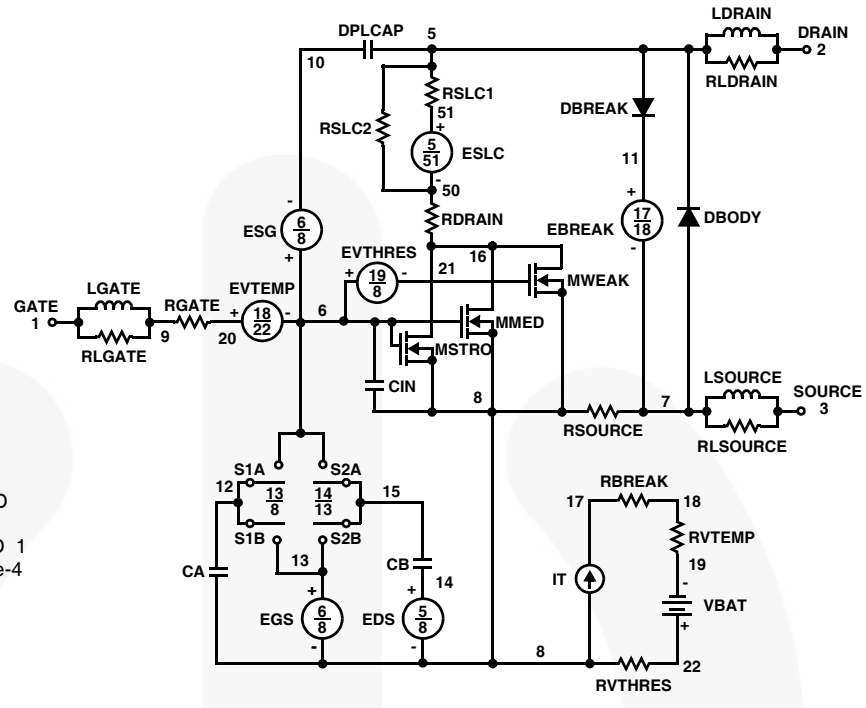 LDRAIN
DPLCAP 5 DRAIN
10 2
RSLC1 RLDRAIN
51 DBREAK
RSLC2 +
5
51 ESLC
11
-
50
- RDRAIN +
6
8 ESG
17
18 EBREAK
DBODY
+ EVTHRES 16 -
+ 19
8 - 21
MWEAK
LGATE EVTEMP
GATE RGATE + 18
22 - 6
1 MMED
9 20 MSTRO
RLGATE
CIN LSOURCE
8 7 SOURCE
3
RSOURCE RLSOURCE
S1A S2A
12 13
8 14
13 15
RBREAK
17 18
S1B S2B
13 RVTEMP
CA CB 19
14 IT -
+ + VBAT
EGS 6
8 EDS 5
8 +
- - 8 22
RVTHRES
O
O 1
e-4